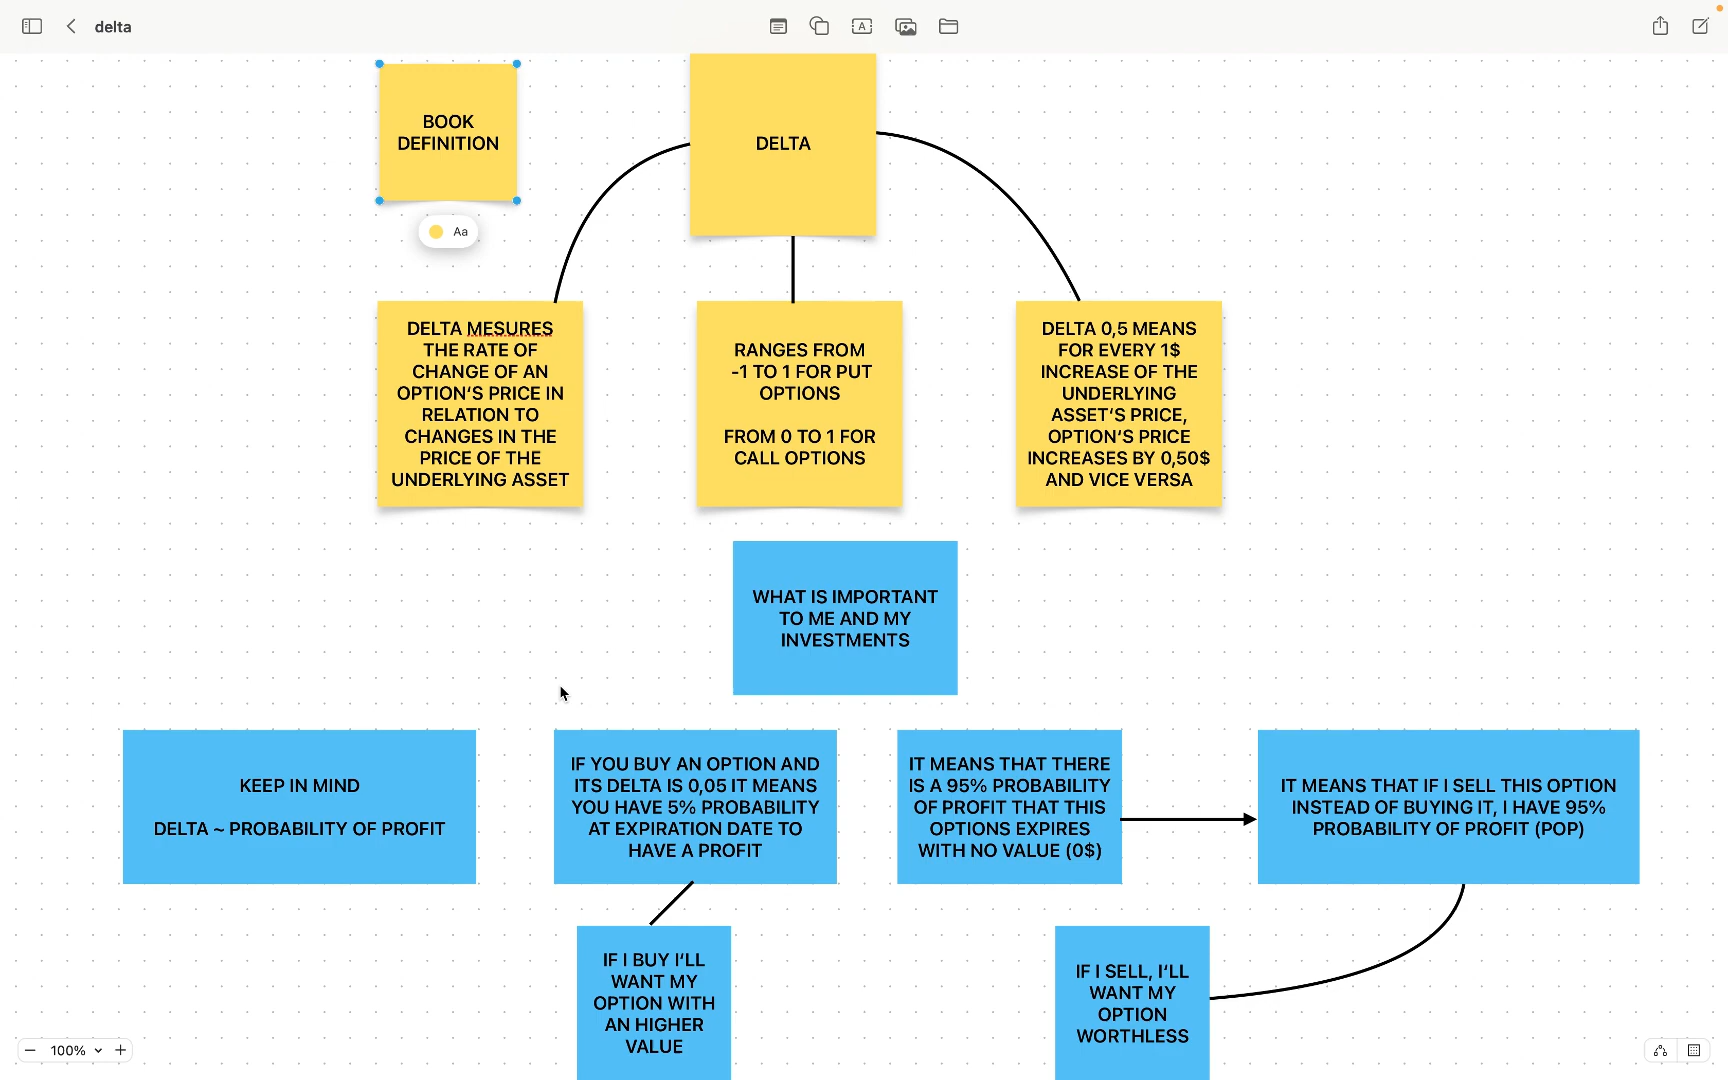 delta
BOOK
DEFINITION
Aa
DELTA
DELTA MESURES
THE RATE OF
CHANGE OF AN
OPTION'S PRICE IN
RELATION TO
CHANGES IN THE
PRICE OF THE
UNDERLYING ASSET
RANGES FROM
-1 TO 1 FOR PUT
OPTIONS
FROM 0 TO 1 FOR
CALL OPTIONS
DELTA 0,5 MEANS
FOR EVERY 1$
INCREASE OF THE
UNDERLYING
ASSET'S PRICE,
OPTION'S PRICE
INCREASES BY 0,50$
AND VICE VERSA
WHAT IS IMPORTANT
TO ME AND MY
INVESTMENTS
KEEP IN MIND
DELTA ~ PROBABILITY OF PROFIT
IF YOU BUY AN OPTION AND
ITS DELTA IS 0,05 IT MEANS
YOU HAVE 5% PROBABILITY
AT EXPIRATION DATE TO
HAVE A PROFIT
IT MEANS THAT THERE
IS A 95% PROBABILITY
OF PROFIT THAT THIS
OPTIONS EXPIRES
WITH NO VALUE (0$)
IT MEANS THAT IF I SELL THIS OPTION
INSTEAD OF BUYING IT, I HAVE 95%
PROBABILITY OF PROFIT (POP)
IF I BUY I'LL
WANT MY
OPTION WITH
AN HIGHER
VALUE
IF I SELL, I'LL
WANT MY
OPTION
WORTHLESS
100%